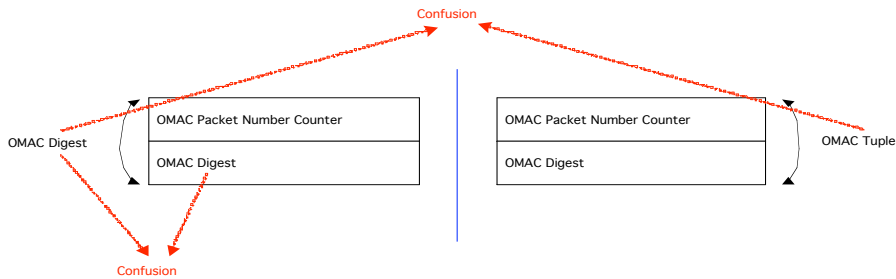 Confusion
OMAC Packet Number Counter
OMAC Digest
OMAC Digest
OMAC Packet Number Counter
OMAC Digest
OMAC Tuple
Confusion